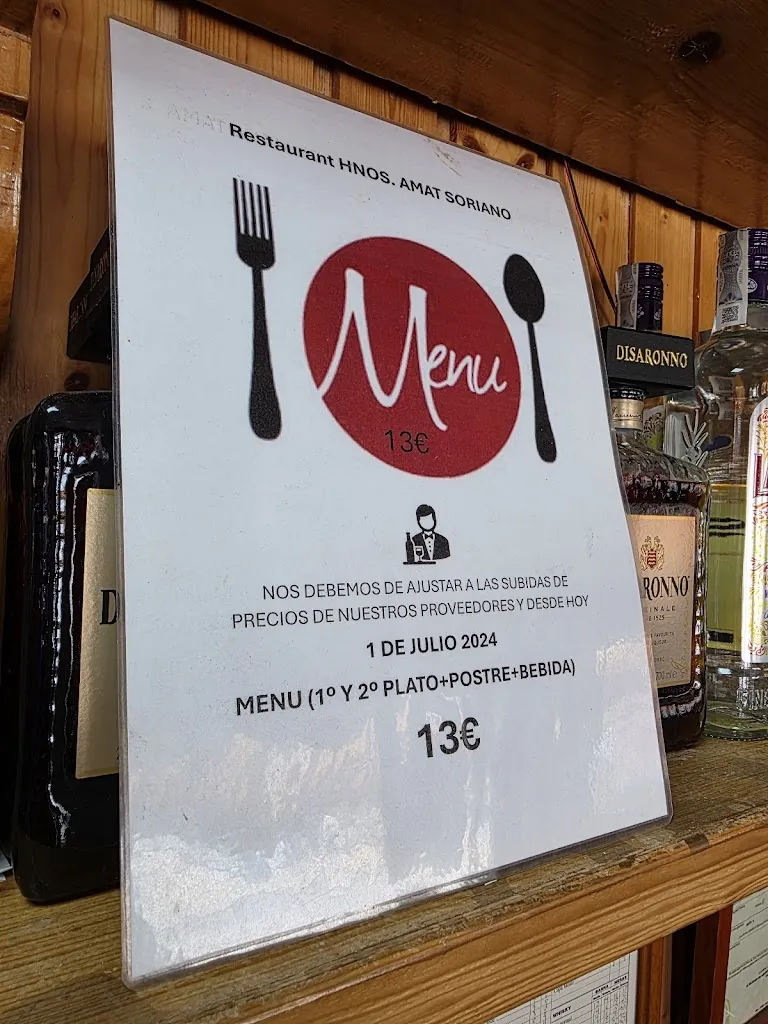 Restaurant HNOS. AMAT SORIANO
Menu
13€
NOS DEBEMOS DE AJUSTAR A LAS SUBIDAS DE
PRECIOS DE NUESTROS PROVEEDORES Y DESDE HOY
1 DE JULIO 2024
MENU (1º Y 2º PLATO+POSTRE+BEBIDA)
13€
DISARONNO
RONNO